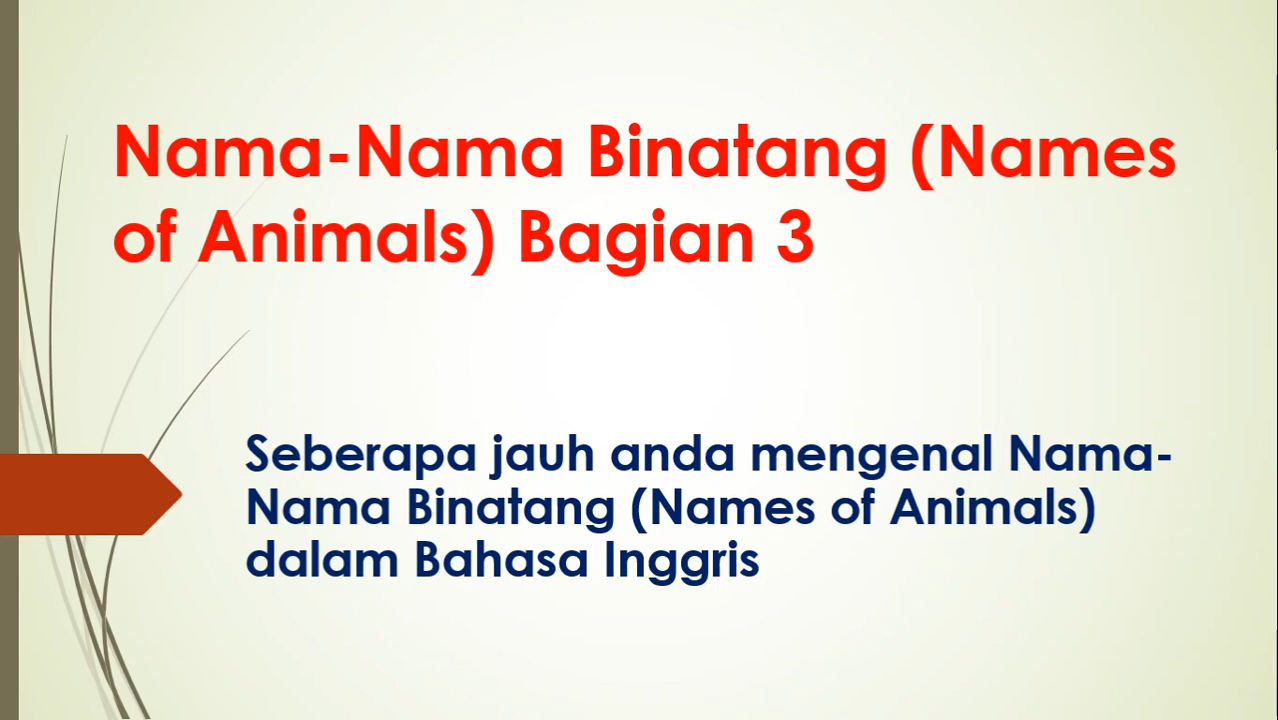 Nama-Nama Binatang (Names
of Animals) Bagian 3
Seberapa jauh anda mengenal Nama-
Nama Binatang (Names of Animals)
dalam Bahasa Inggris